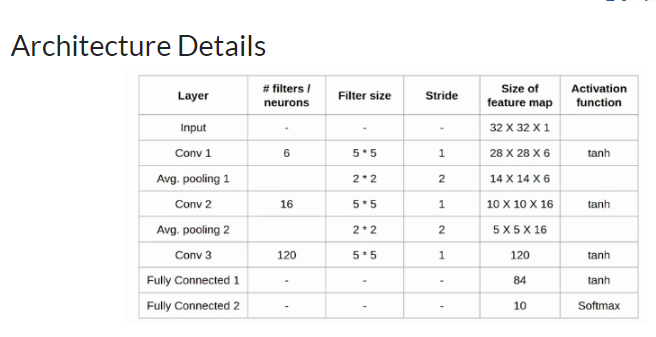 Architecture Details
Layer # filters / neurons Filter size Stride Size of feature map Activation function
Input - - - 32 X 32 X 1
Conv 1 6 5 * 5 1 28 X 28 X 6 tanh
Avg. pooling 1 2 * 2 2 14 X 14 X 6
Conv 2 16 5 * 5 1 10 X 10 X 16 tanh
Avg. pooling 2 2 * 2 2 5 X 5 X 16
Conv 3 120 5 * 5 1 120 tanh
Fully Connected 1 - - - 84 tanh
Fully Connected 2 - - - 10 Softmax